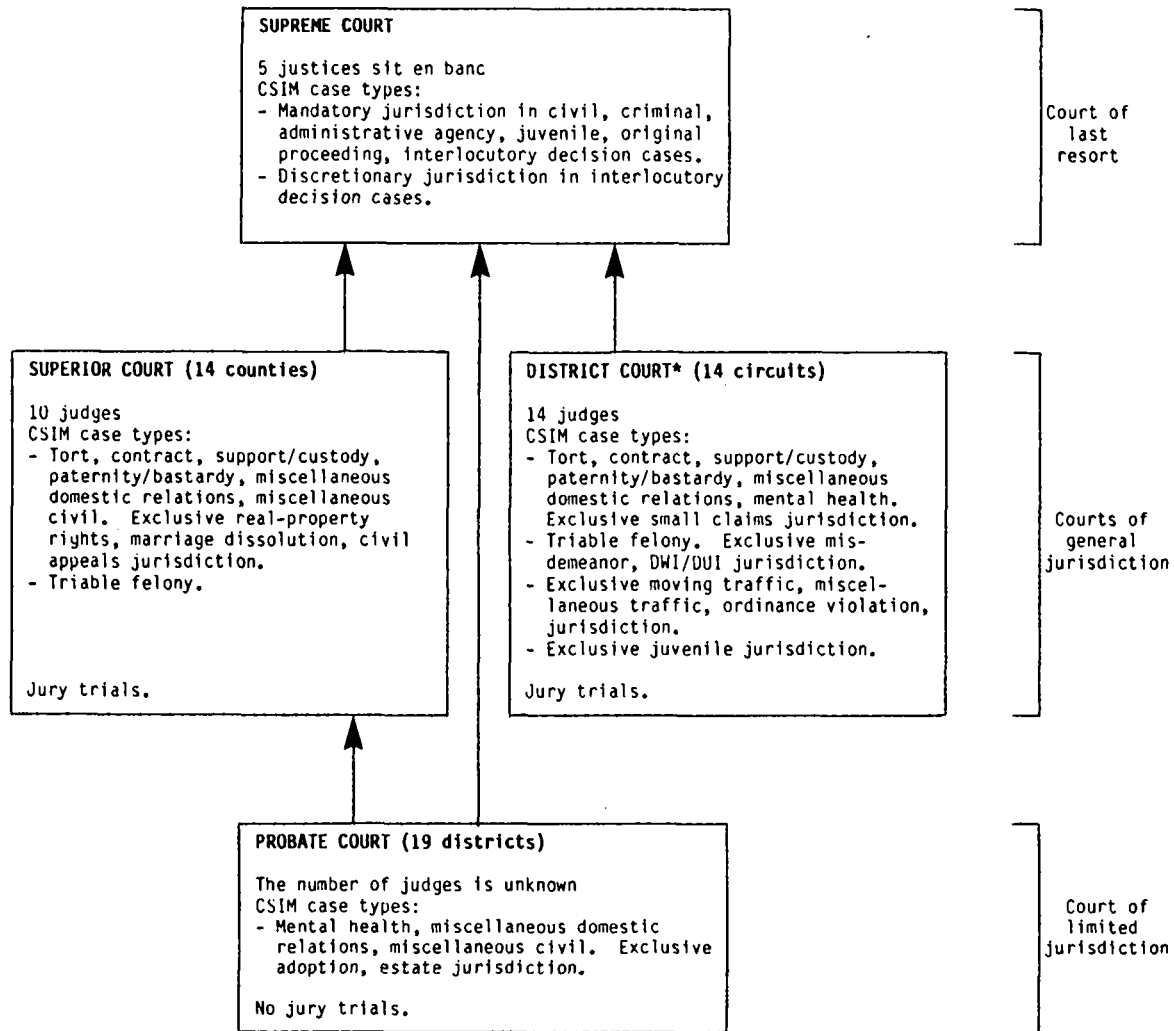 SUPREME COURT
5 justices sit en banc
CSIM case types:
- Mandatory jurisdiction in civil, criminal,
administrative agency, juvenile, original
proceeding, interlocutory decision cases.
- Discretionary jurisdiction in interlocutory
decision cases.
Court of
last
resort
SUPERIOR COURT (14 counties)
10 judges
CSIM case types:
- Tort, contract, support/custody,
paternity/bastardy, miscellaneous
domestic relations, miscellaneous
civil. Exclusive real-property
rights, marriage dissolution, civil
appeals jurisdiction.
- Triable felony.
Jury trials.
DISTRICT COURT* (14 circuits)
14 judges
CSIM case types:
- Tort, contract, support/custody,
paternity/bastardy, miscellaneous
domestic relations, mental health.
Exclusive small claims jurisdiction.
- Triable felony. Exclusive mis-
demeanor, DWI/DUI jurisdiction.
- Exclusive moving traffic, miscel-
laneous traffic, ordinance violation,
jurisdiction.
- Exclusive juvenile jurisdiction.
Jury trials.
Courts of
general
jurisdiction
PROBATE COURT (19 districts)
The number of judges is unknown
CSIM case types:
- Mental health, miscellaneous domestic
relations, miscellaneous civil. Exclusive
adoption, estate jurisdiction.
No jury trials.
Court of
limited
jurisdiction